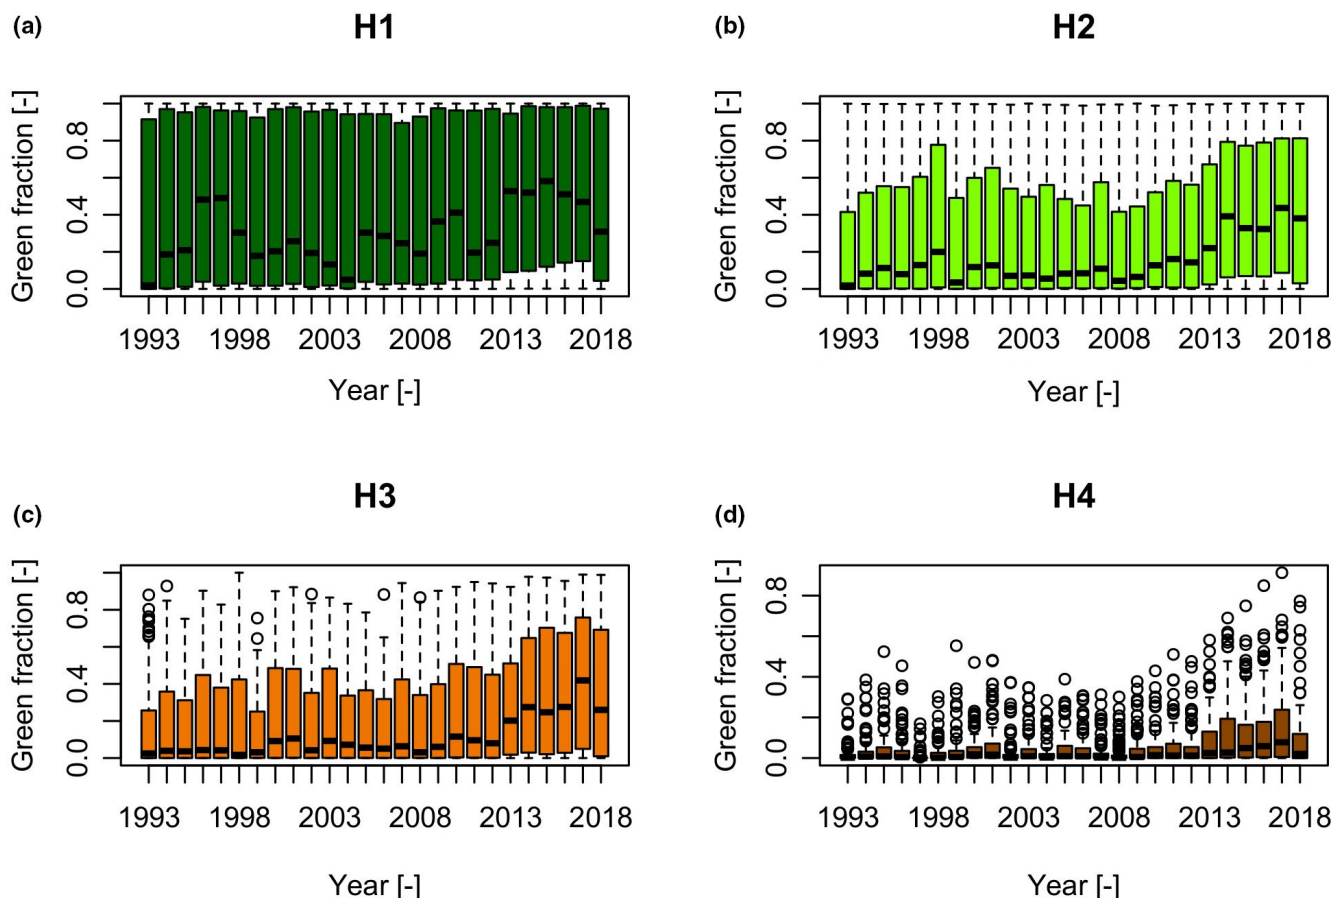 (a) H1
Green fraction [-]
0.0 0.4 0.8
1993 1998 2003 2008 2013 2018
Year [-]
(b) H2
Green fraction [-]
0.0 0.4 0.8
1993 1998 2003 2008 2013 2018
Year [-]
(c) H3
Green fraction [-]
0.0 0.4 0.8
1993 1998 2003 2008 2013 2018
Year [-]
(d) H4
Green fraction [-]
0.0 0.4 0.8
1993 1998 2003 2008 2013 2018
Year [-]